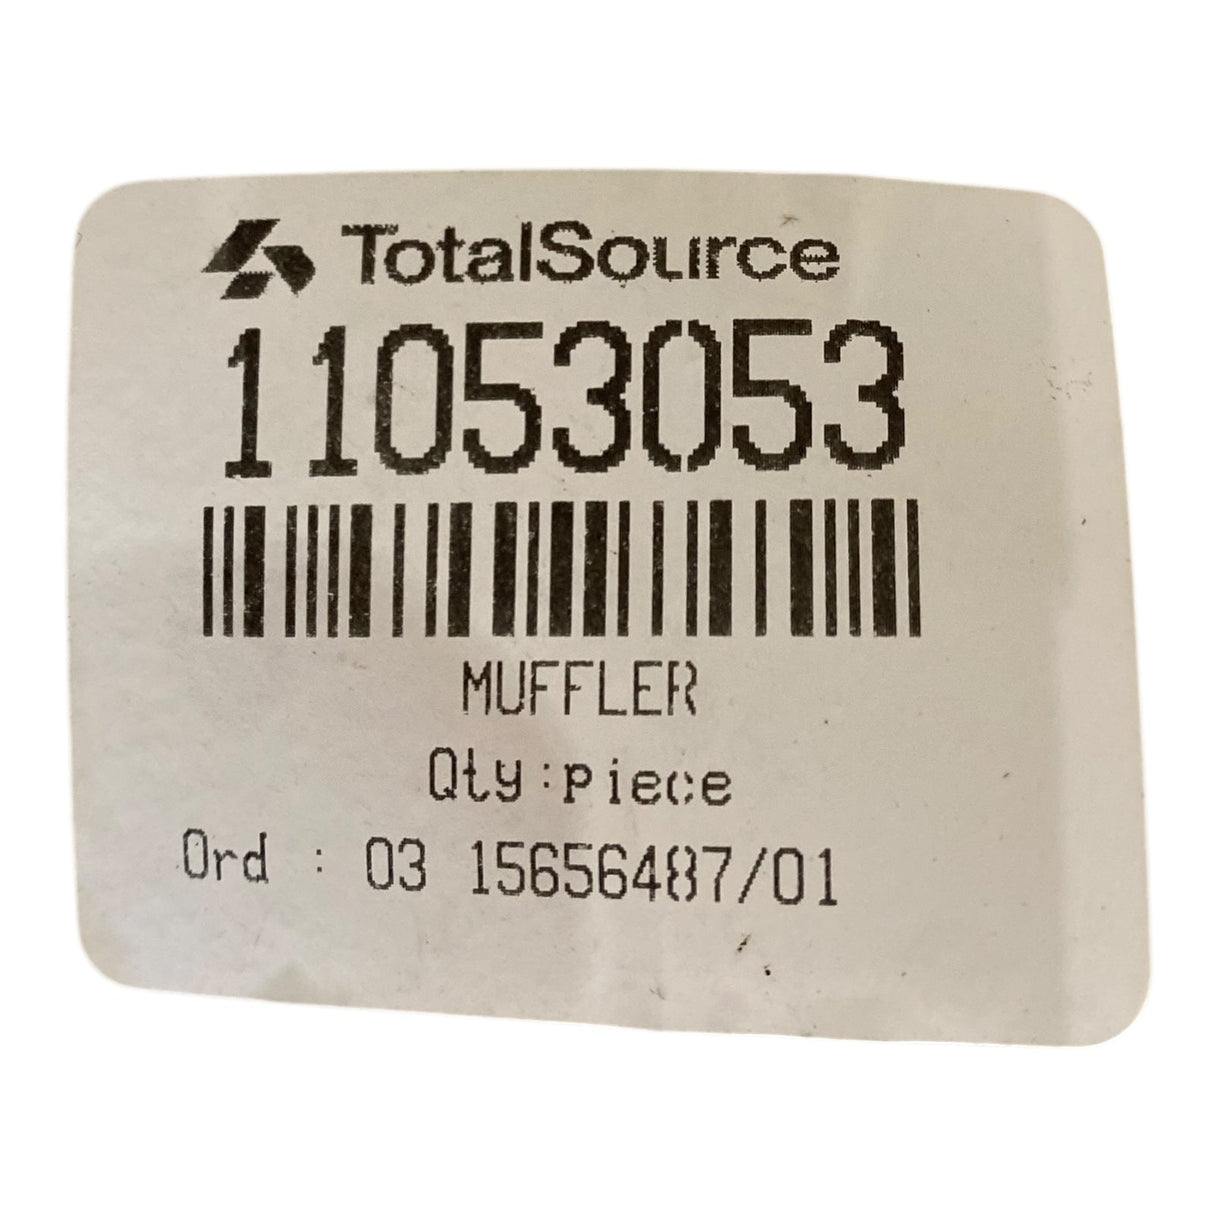 TotalSource
11053053
MUFFLER
Qty:piece
Ord : 03 15656487/01